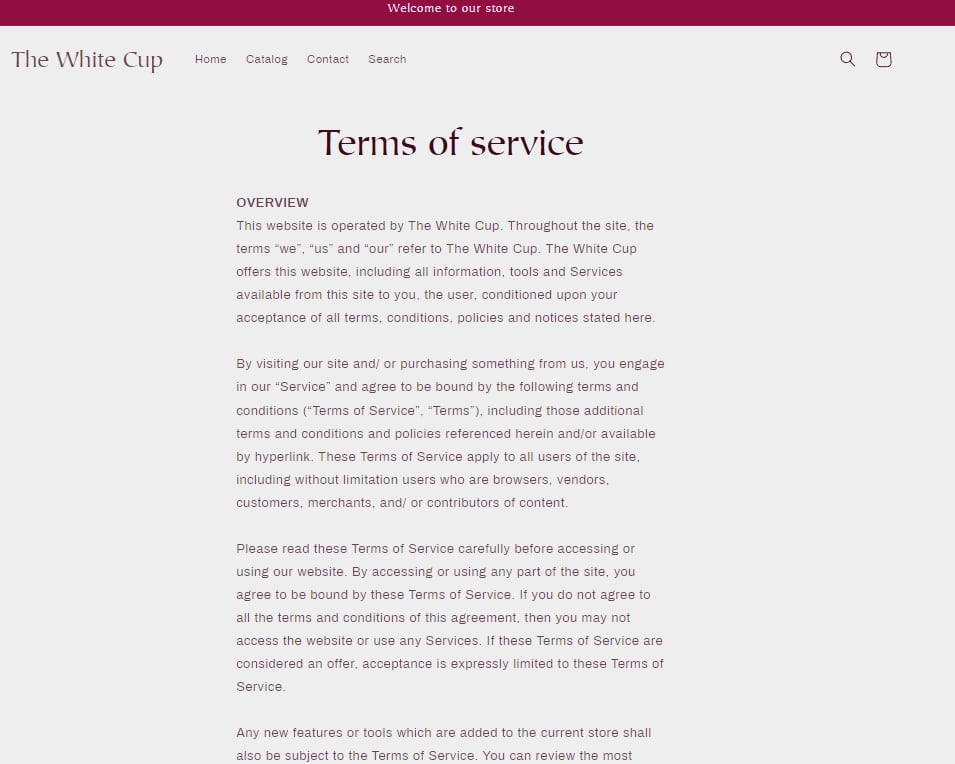 Welcome to our store
The White Cup
Home Catalog Contact Search
Terms of service
OVERVIEW
This website is operated by The White Cup. Throughout the site, the
terms “we”, “us” and “our” refer to The White Cup. The White Cup
offers this website, including all information, tools and Services
available from this site to you, the user, conditioned upon your
acceptance of all terms, conditions, policies and notices stated here.
By visiting our site and/ or purchasing something from us, you engage
in our “Service” and agree to be bound by the following terms and
conditions (“Terms of Service”, “Terms”), including those additional
terms and conditions and policies referenced herein and/or available
by hyperlink. These Terms of Service apply to all users of the site,
including without limitation users who are browsers, vendors,
customers, merchants, and/ or contributors of content.
Please read these Terms of Service carefully before accessing or
using our website. By accessing or using any part of the site, you
agree to be bound by these Terms of Service. If you do not agree to
all the terms and conditions of this agreement, then you may not
access the website or use any Services. If these Terms of Service are
considered an offer, acceptance is expressly limited to these Terms of
Service.
Any new features or tools which are added to the current store shall
also be subject to the Terms of Service. You can review the most